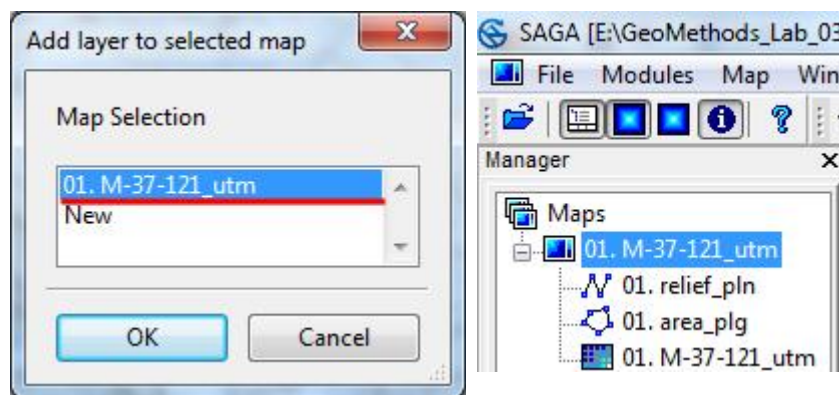 Add layer to selected map
Map Selection
01. M-37-121_utm
New
OK Cancel
SAGA [E:\GeoMethods_Lab_03
File Modules Map Win
Manager
Maps
01. M-37-121_utm
01. relief_pln
01. area_plg
01. M-37-121_utm